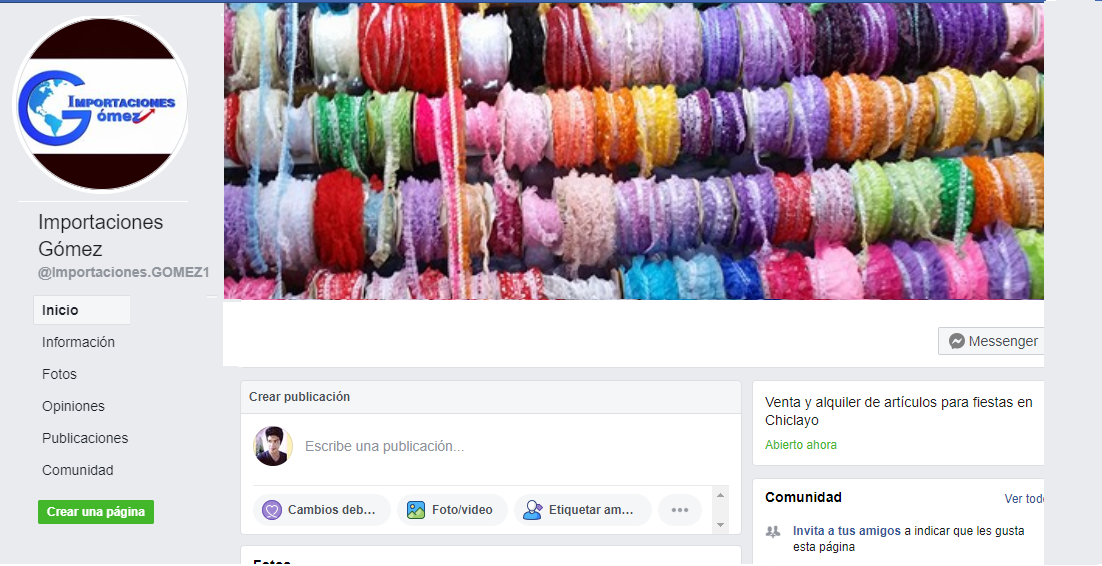 IMPORTACIONES
Gómez
Importaciones
Gómez
@Importaciones.GOMEZ1
Inicio
Información
Fotos
Opiniones
Publicaciones
Comunidad
Crear una página
Messenger
Crear publicación
Escribe una publicación...
Cambios deb...
Foto/video
Etiquetar am...
Fotos
Venta y alquiler de artículos para fiestas en
Chiclayo
Abierto ahora
Comunidad
Ver todo
Invita a tus amigos a indicar que les gusta
esta página